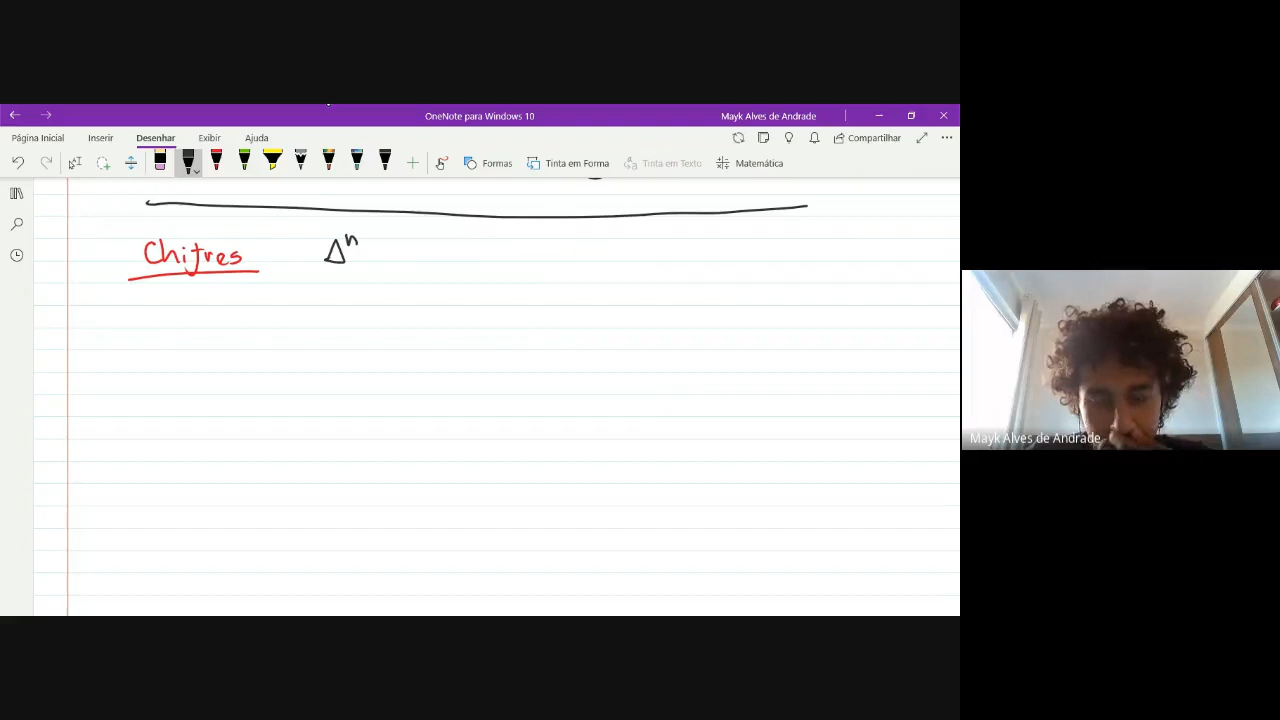 OneNote para Windows 10
Mayk Alves de Andrade
Página Inicial Inserir Desenhar Exibir Ajuda Compartilhar
Formas Tinta em Forma Tinta em Texto Matemática
Chifres Δⁿ
Mayk Alves de Andrade